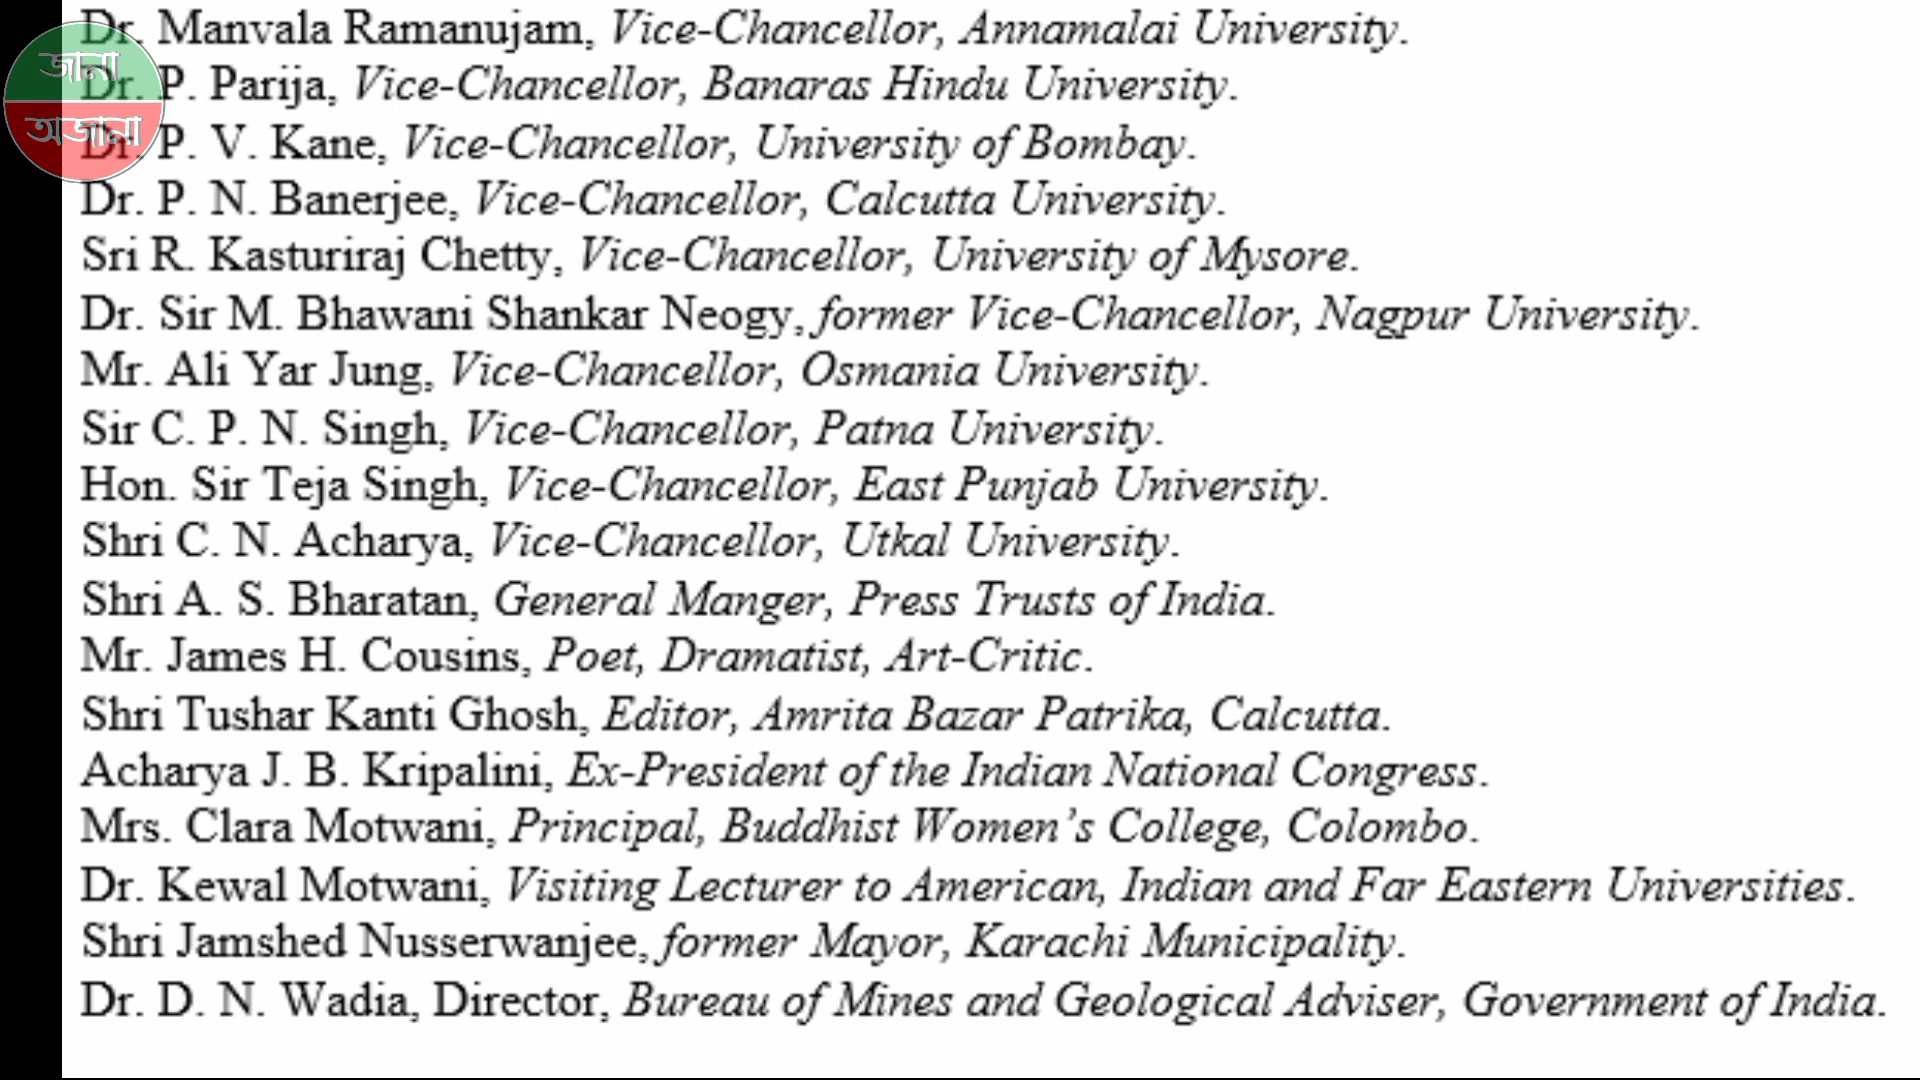 জানা
অজানা
Dr. Manvala Ramanujam, Vice-Chancellor, Annamalai University.
Dr. P. Parija, Vice-Chancellor, Banaras Hindu University.
Dr. P. V. Kane, Vice-Chancellor, University of Bombay.
Dr. P. N. Banerjee, Vice-Chancellor, Calcutta University.
Sri R. Kasturiraj Chetty, Vice-Chancellor, University of Mysore.
Dr. Sir M. Bhawani Shankar Neogy, former Vice-Chancellor, Nagpur University.
Mr. Ali Yar Jung, Vice-Chancellor, Osmania University.
Sir C. P. N. Singh, Vice-Chancellor, Patna University.
Hon. Sir Teja Singh, Vice-Chancellor, East Punjab University.
Shri C. N. Acharya, Vice-Chancellor, Utkal University.
Shri A. S. Bharatan, General Manger, Press Trusts of India.
Mr. James H. Cousins, Poet, Dramatist, Art-Critic.
Shri Tushar Kanti Ghosh, Editor, Amrita Bazar Patrika, Calcutta.
Acharya J. B. Kripalini, Ex-President of the Indian National Congress.
Mrs. Clara Motwani, Principal, Buddhist Women’s College, Colombo.
Dr. Kewal Motwani, Visiting Lecturer to American, Indian and Far Eastern Universities.
Shri Jamshed Nusserwanjee, former Mayor, Karachi Municipality.
Dr. D. N. Wadia, Director, Bureau of Mines and Geological Adviser, Government of India.